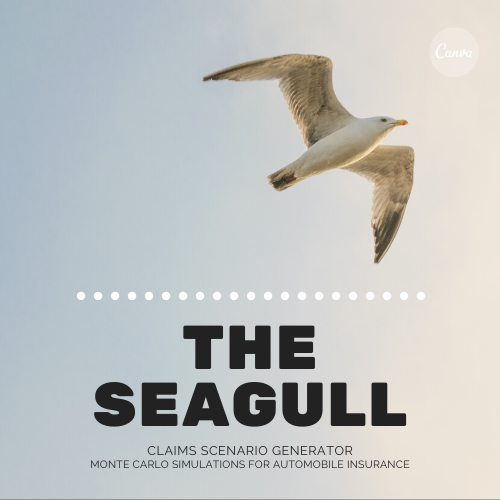 Canva
THE
SEAGULL
CLAIMS SCENARIO GENERATOR
MONTE CARLO SIMULATIONS FOR AUTOMOBILE INSURANCE